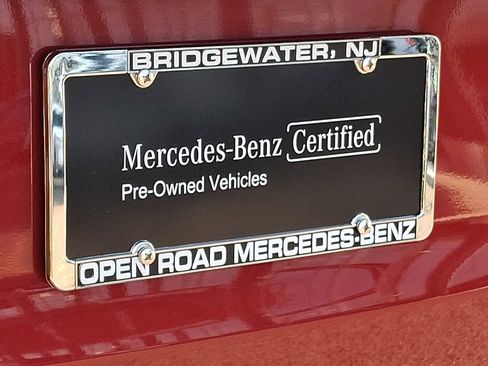 BRIDGEWATER, NJ
Mercedes-Benz Certified
Pre-Owned Vehicles
OPEN ROAD MERCEDES-BENZ